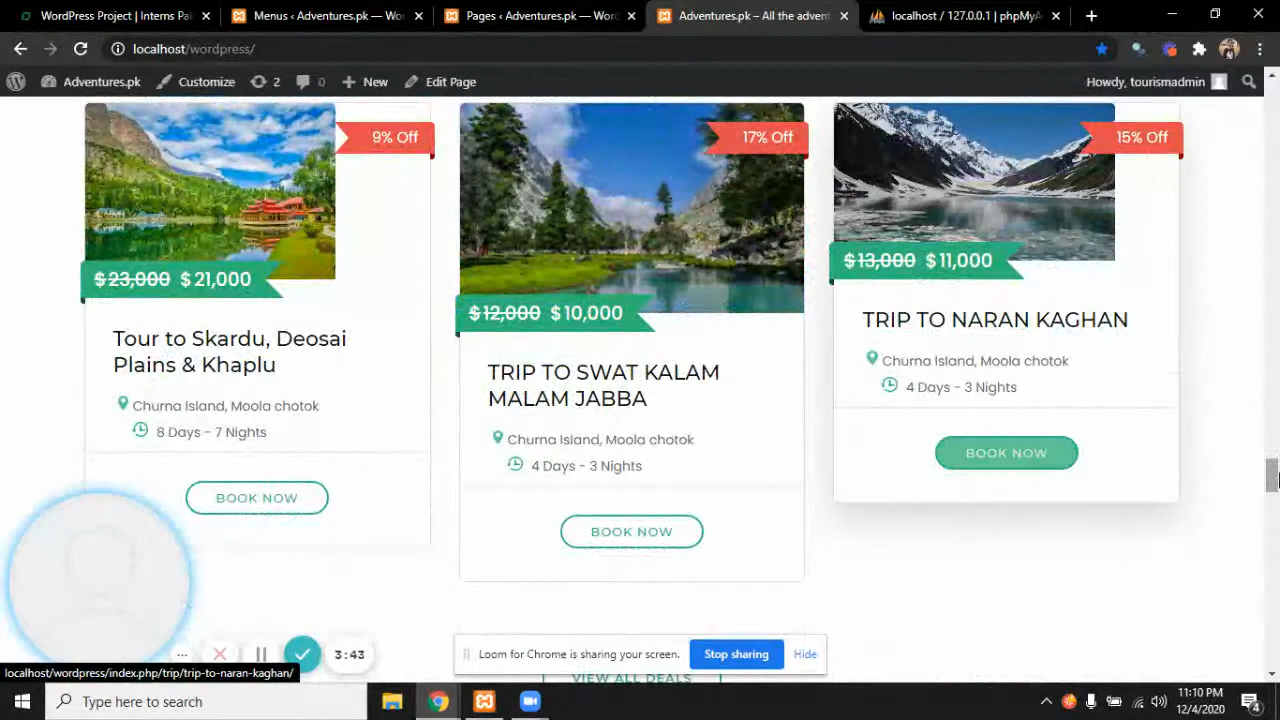 WordPress Project | Interns Pak
Menus ‹ Adventures.pk — Wor
Pages ‹ Adventures.pk — Worc
Adventures.pk – All the advent
localhost / 127.0.0.1 | phpMyA
localhost/wordpress/
Adventures.pk
Customize
2
0
New
Edit Page
Howdy, tourismadmin
9% Off
$23,000 $21,000
Tour to Skardu, Deosai
Plains & Khaplu
Churna Island, Moola chotok
8 Days - 7 Nights
BOOK NOW
17% Off
$12,000 $10,000
TRIP TO SWAT KALAM
MALAM JABBA
Churna Island, Moola chotok
4 Days - 3 Nights
BOOK NOW
15% Off
$13,000 $11,000
TRIP TO NARAN KAGHAN
Churna Island, Moola chotok
4 Days - 3 Nights
BOOK NOW
VIEW ALL DEALS
3:43
Loom for Chrome is sharing your screen.
Stop sharing
Hide
localhost/wordpress/index.php/trip/trip-to-naran-kaghan/
Type here to search
11:10 PM
12/4/2020
4